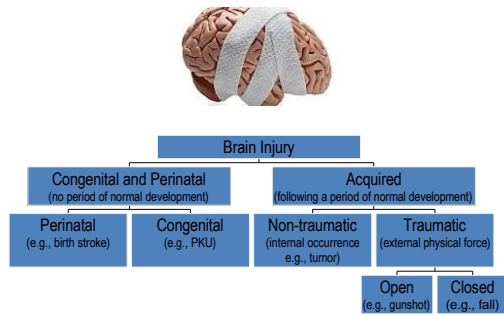 Brain Injury
Congenital and Perinatal
(no period of normal development)
Acquired
(following a period of normal development)
Perinatal
(e.g., birth stroke)
Congenital
(e.g., PKU)
Non-traumatic
(internal occurrence
e.g., tumor)
Traumatic
(external physical force)
Open
(e.g., gunshot)
Closed
(e.g., fall)